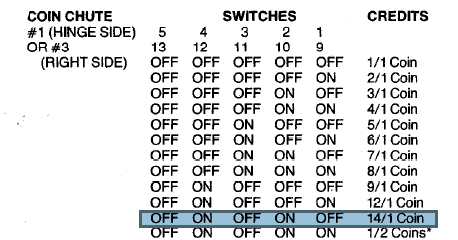 COIN CHUTE SWITCHES CREDITS
#1 (HINGE SIDE) 5 4 3 2 1
OR #3 13 12 11 10 9
(RIGHT SIDE) OFF OFF OFF OFF OFF 1/1 Coin
OFF OFF OFF OFF ON 2/1 Coin
OFF OFF OFF ON OFF 3/1 Coin
OFF OFF OFF ON ON 4/1 Coin
OFF OFF ON OFF OFF 5/1 Coin
OFF OFF ON OFF ON 6/1 Coin
OFF OFF ON ON OFF 7/1 Coin
OFF OFF ON ON ON 8/1 Coin
OFF ON OFF OFF OFF 9/1 Coin
OFF ON OFF OFF ON 12/1 Coin
OFF ON OFF ON OFF 14/1 Coin
OFF ON OFF ON ON 1/2 Coins*